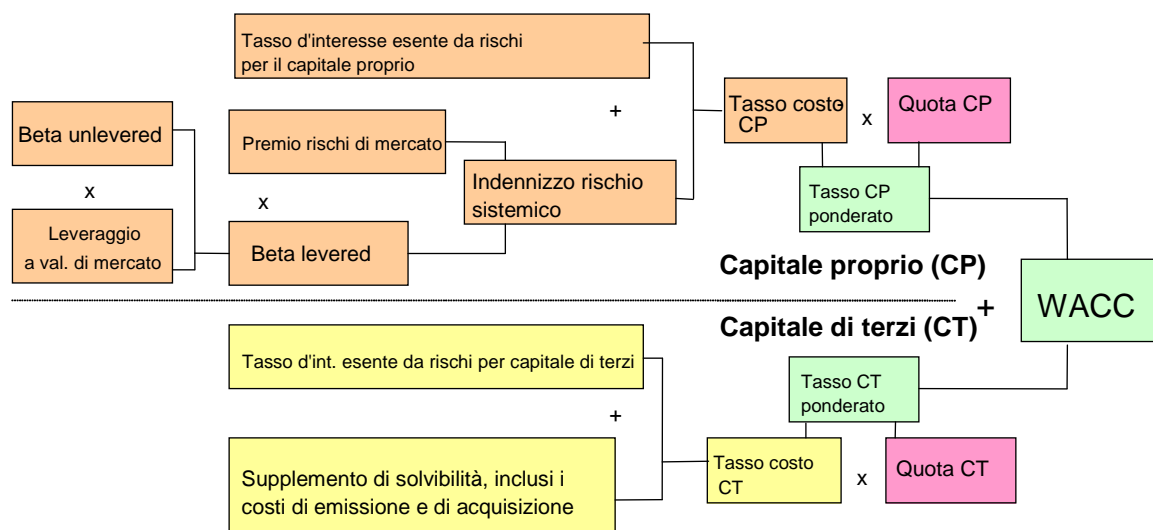 Tasso d'interesse esente da rischi
per il capitale proprio
+
Tasso costo
CP
x
Quota CP
Beta unlevered
Premio rischi di mercato
x
x
Indennizzo rischio
sistemico
Tasso CP
ponderato
Leveraggio
a val. di mercato
Beta levered
Capitale proprio (CP)
+
WACC
Capitale di terzi (CT)
Tasso d'int. esente da rischi per capitale di terzi
Tasso CT
ponderato
+
Supplemento di solvibilità, inclusi i
costi di emissione e di acquisizione
Tasso costo
CT
x
Quota CT